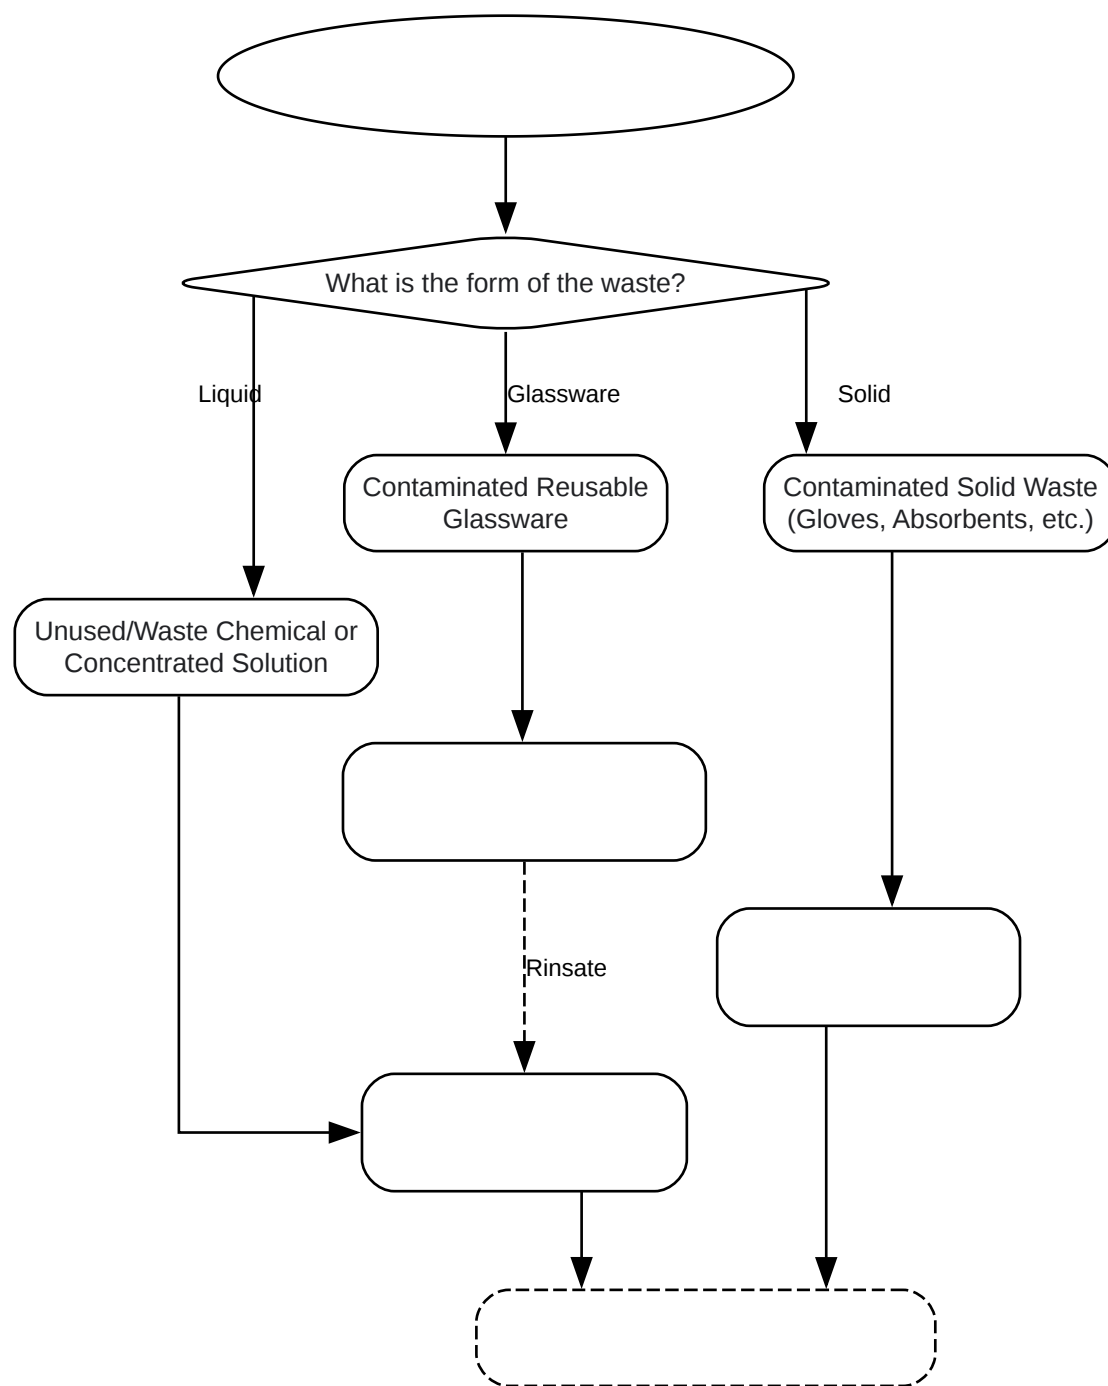 What is the form of the waste?
Liquid
Glassware
Solid
Contaminated Reusable
Glassware
Contaminated Solid Waste
(Gloves, Absorbents, etc.)
Unused/Waste Chemical or
Concentrated Solution
Rinsate